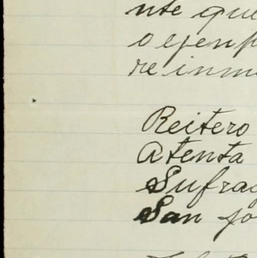 nte que
o ejemp
re inm
Reitero
Atenta
Sufrag
San Jo